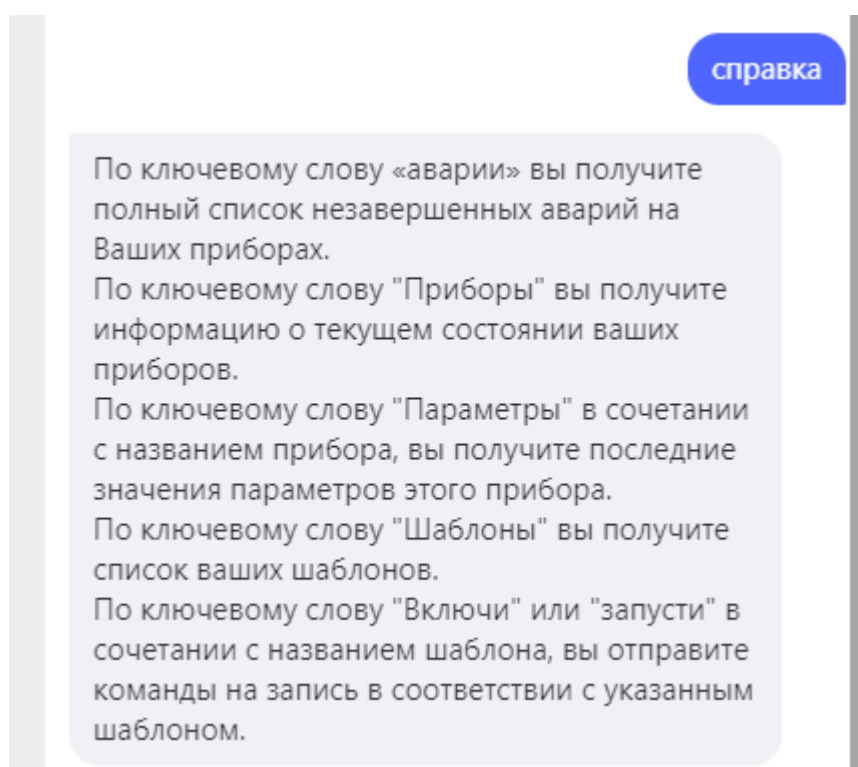 справка
По ключевому слову «аварии» вы получите
полный список незавершенных аварий на
Ваших приборах.
По ключевому слову "Приборы" вы получите
информацию о текущем состоянии ваших
приборов.
По ключевому слову "Параметры" в сочетании
с названием прибора, вы получите последние
значения параметров этого прибора.
По ключевому слову "Шаблоны" вы получите
список ваших шаблонов.
По ключевому слову "Включи" или "запусти" в
сочетании с названием шаблона, вы отправите
команды на запись в соответствии с указанным
шаблоном.